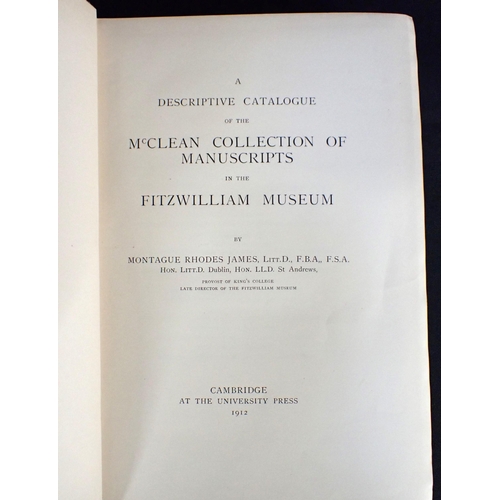 A
DESCRIPTIVE CATALOGUE
OF THE
McCLEAN COLLECTION OF
MANUSCRIPTS
IN THE
FITZWILLIAM MUSEUM
BY
MONTAGUE RHODES JAMES, LITT.D., F.B.A., F.S.A.
HON. LITT.D. Dublin, HON. LL.D. St Andrews,
PROVOST OF KING'S COLLEGE
LATE DIRECTOR OF THE FITZWILLIAM MUSEUM
CAMBRIDGE
AT THE UNIVERSITY PRESS
1912